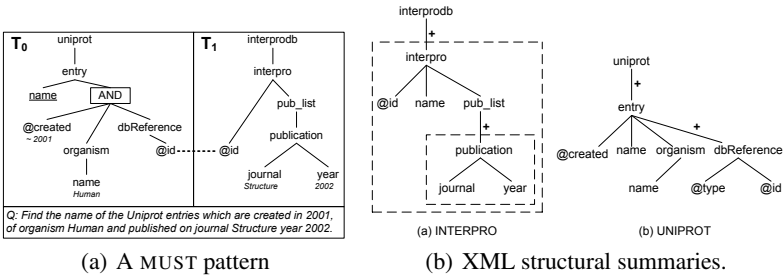 T0 uniprot T1 interprodb
entry interpro
name AND pub_list
@created dbReference publication
~ 2001
organism @id @id
journal year
name Structure 2002
Human
Q: Find the name of the Uniprot entries which are created in 2001,
of organism Human and published on journal Structure year 2002.
(a) A MUST pattern
interprodb
+
interpro
@id name pub_list
+
publication
journal year
(a) INTERPRO
uniprot
+
entry
+
@created name organism dbReference
name @type @id
(b) UNIPROT
(b) XML structural summaries.